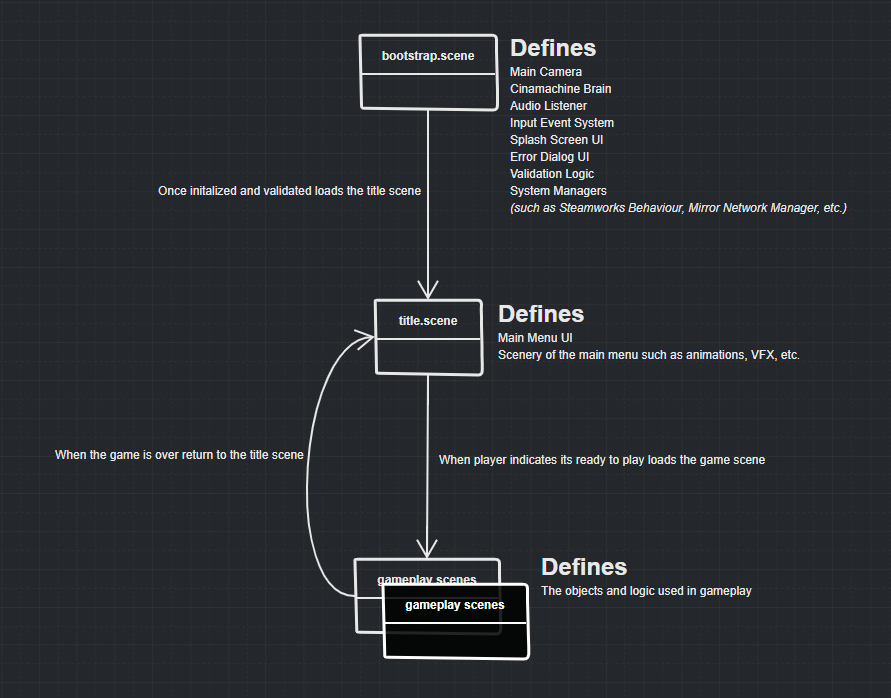 bootstrap.scene
Defines
Main Camera
Cinamachine Brain
Audio Listener
Input Event System
Splash Screen UI
Error Dialog UI
Validation Logic
System Managers
(such as Steamworks Behaviour, Mirror Network Manager, etc.)
Once initalized and validated loads the title scene
title.scene
Defines
Main Menu UI
Scenery of the main menu such as animations, VFX, etc.
When the game is over return to the title scene
When player indicates its ready to play loads the game scene
gameplay scenes
gameplay scenes
Defines
The objects and logic used in gameplay